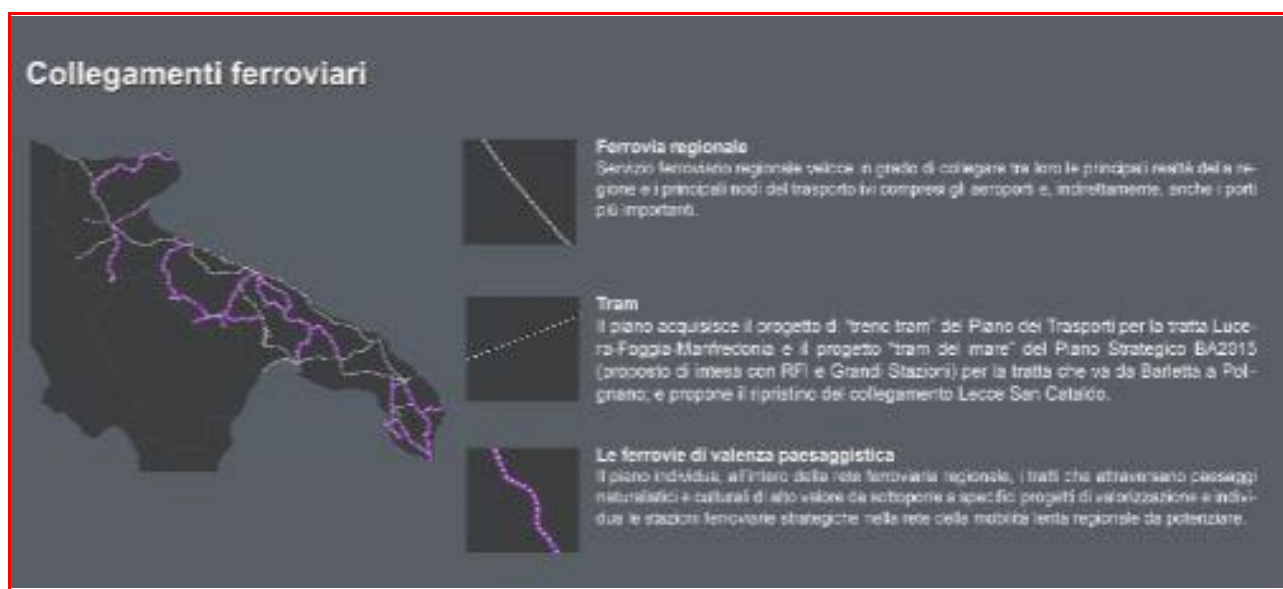 Collegamenti ferroviari
Ferrovia regionale
Servizio ferroviario regionale veloce in grado di collegare tra loro le principali realtà della re-
gione e i principali nodi del trasporto ivi compresi gli aeroporti e, indirettamente, anche i porti
più importanti.
Tram
Il piano acquisisce il progetto di "treno tram" del Piano dei Trasporti per la tratta Luce-
ra-Foggia-Manfredonia e il progetto "tram del mare" del Piano Strategico BA2015
(proposto di intesa con RFI e Grandi Stazioni) per la tratta che va da Barletta a Poli-
gnano; e propone il ripristino del collegamento Lecce San Cataldo.
Le ferrovie di valenza paesaggistica
Il piano individua, all'intero della rete ferroviaria regionale, i tratti che attraversano paesaggi
naturalistici e culturali di alto valore da sottoporre a specifici progetti di valorizzazione e indivi-
dua le stazioni ferroviarie strategiche nella rete della mobilità lenta regionale da potenziare.